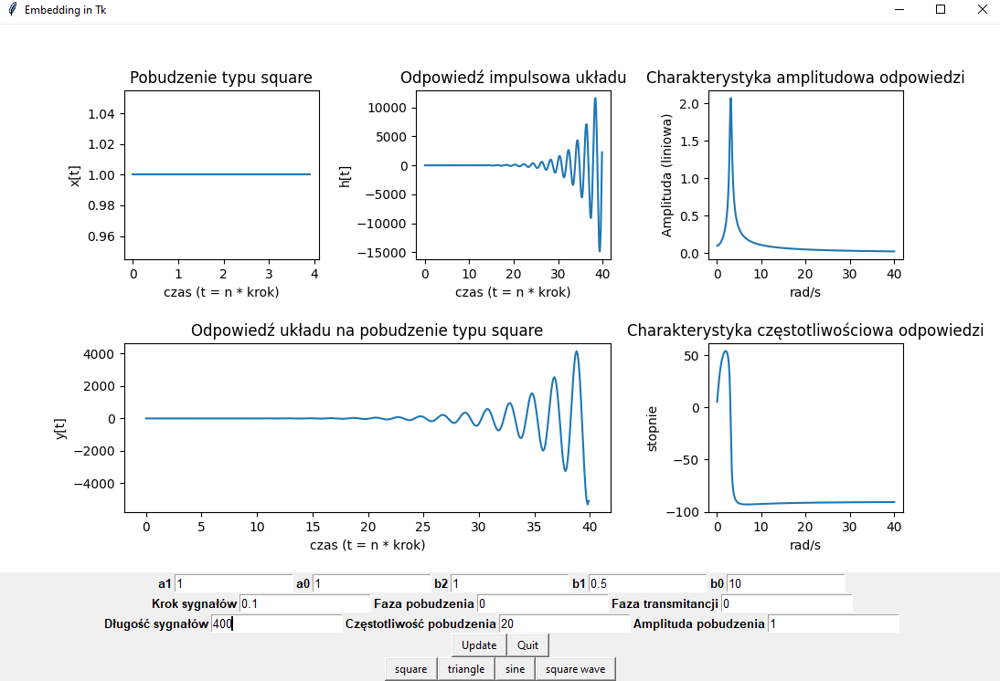 Embedding in Tk
Pobudzenie typu square
Odpowiedź impulsowa układu
Charakterystyka amplitudowa odpowiedzi
1.04
1.02
1.00
0.98
0.96
x[t]
0 1 2 3 4
czas (t = n * krok)
10000
5000
0
−5000
−10000
−15000
h[t]
0 10 20 30 40
czas (t = n * krok)
2.0
1.5
1.0
0.5
0.0
Amplituda (liniowa)
0 10 20 30 40
rad/s
Odpowiedź układu na pobudzenie typu square
Charakterystyka częstotliwościowa odpowiedzi
4000
2000
0
−2000
−4000
y[t]
0 5 10 15 20 25 30 35 40
czas (t = n * krok)
50
0
−50
−100
stopnie
0 10 20 30 40
rad/s
a1 1 a0 1 b2 1 b1 0.5 b0 10
Krok sygnałów 0.1 Faza pobudzenia 0 Faza transmitancji 0
Długość sygnałów 400 Częstotliwość pobudzenia 20 Amplituda pobudzenia 1
Update Quit
square triangle sine square wave